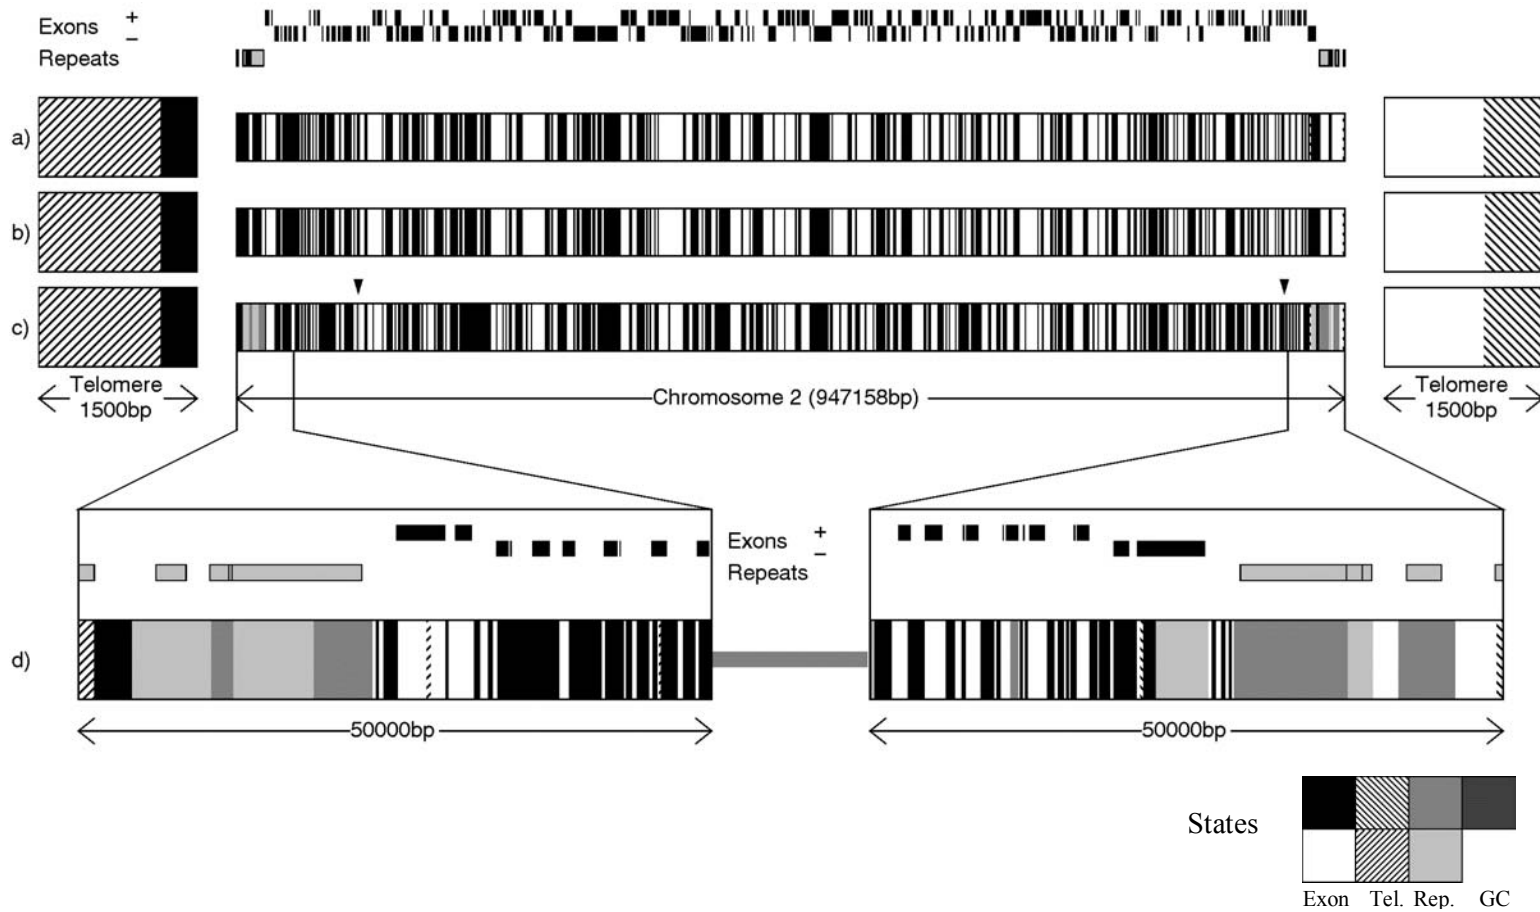 Exons +
−
Repeats
a)
b)
c)
Telomere
1500bp
Chromosome 2 (947158bp)
Telomere
1500bp
Exons +
−
Repeats
d)
50000bp
50000bp
States
Exon Tel. Rep. GC